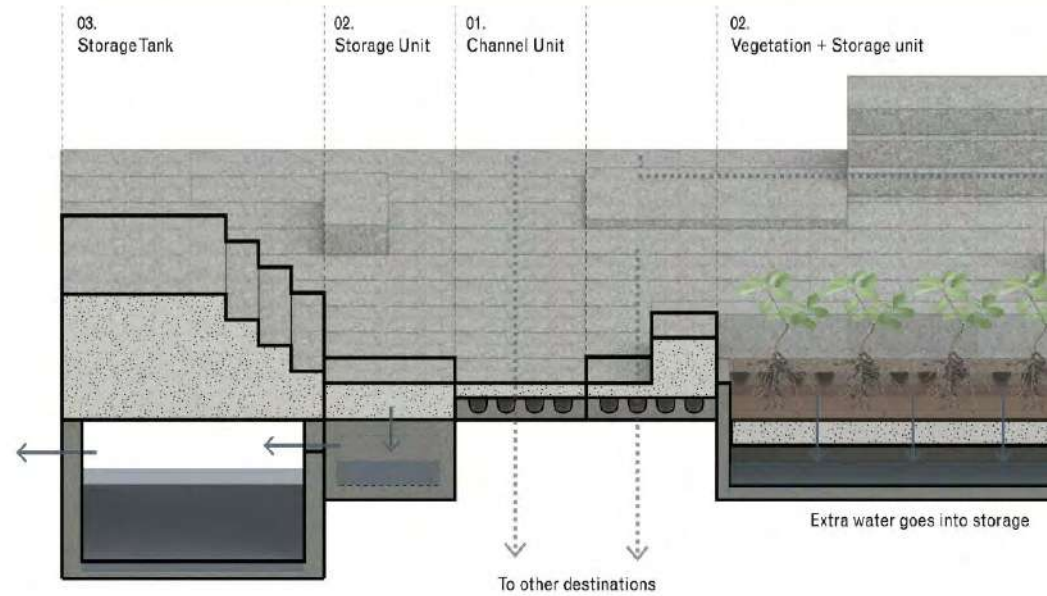 03.
Storage Tank
02.
Storage Unit
01.
Channel Unit
02.
Vegetation + Storage unit
Extra water goes into storage
To other destinations